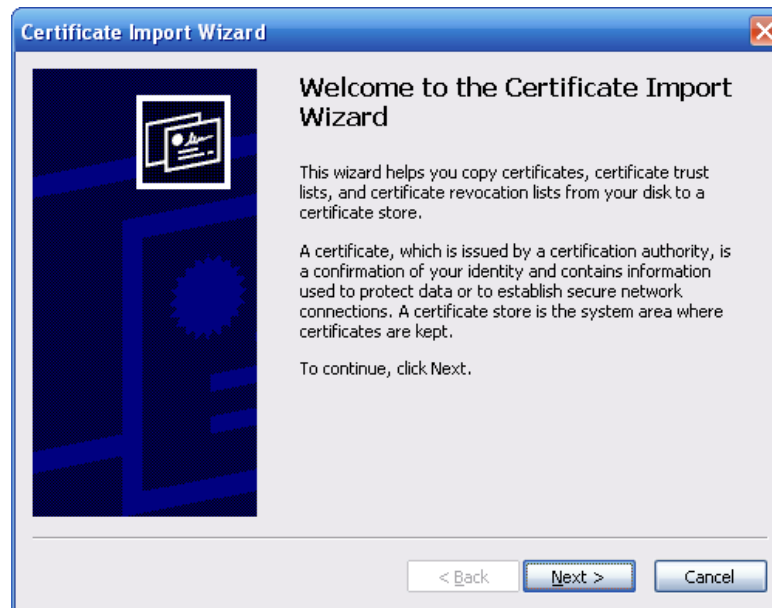 Certificate Import Wizard
Welcome to the Certificate Import
Wizard
This wizard helps you copy certificates, certificate trust
lists, and certificate revocation lists from your disk to a
certificate store.
A certificate, which is issued by a certification authority, is
a confirmation of your identity and contains information
used to protect data or to establish secure network
connections. A certificate store is the system area where
certificates are kept.
To continue, click Next.
< Back
Next >
Cancel